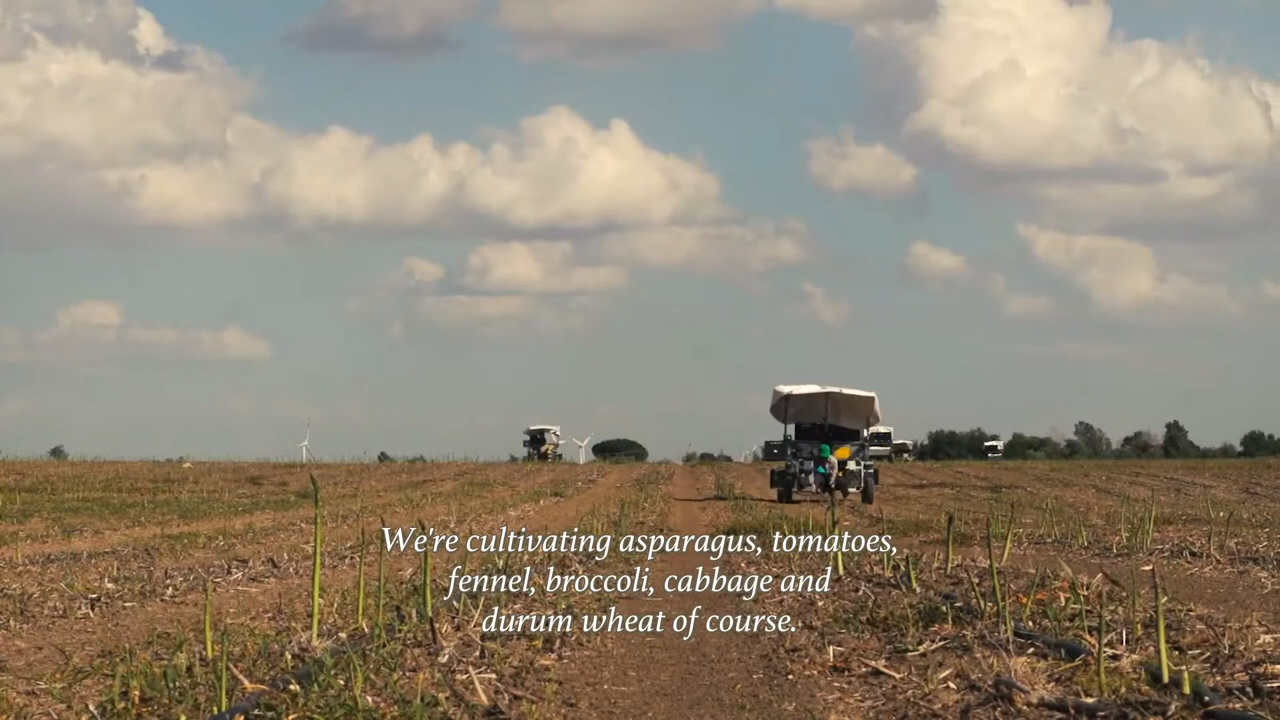 We're cultivating asparagus, tomatoes,
fennel, broccoli, cabbage and
durum wheat of course.